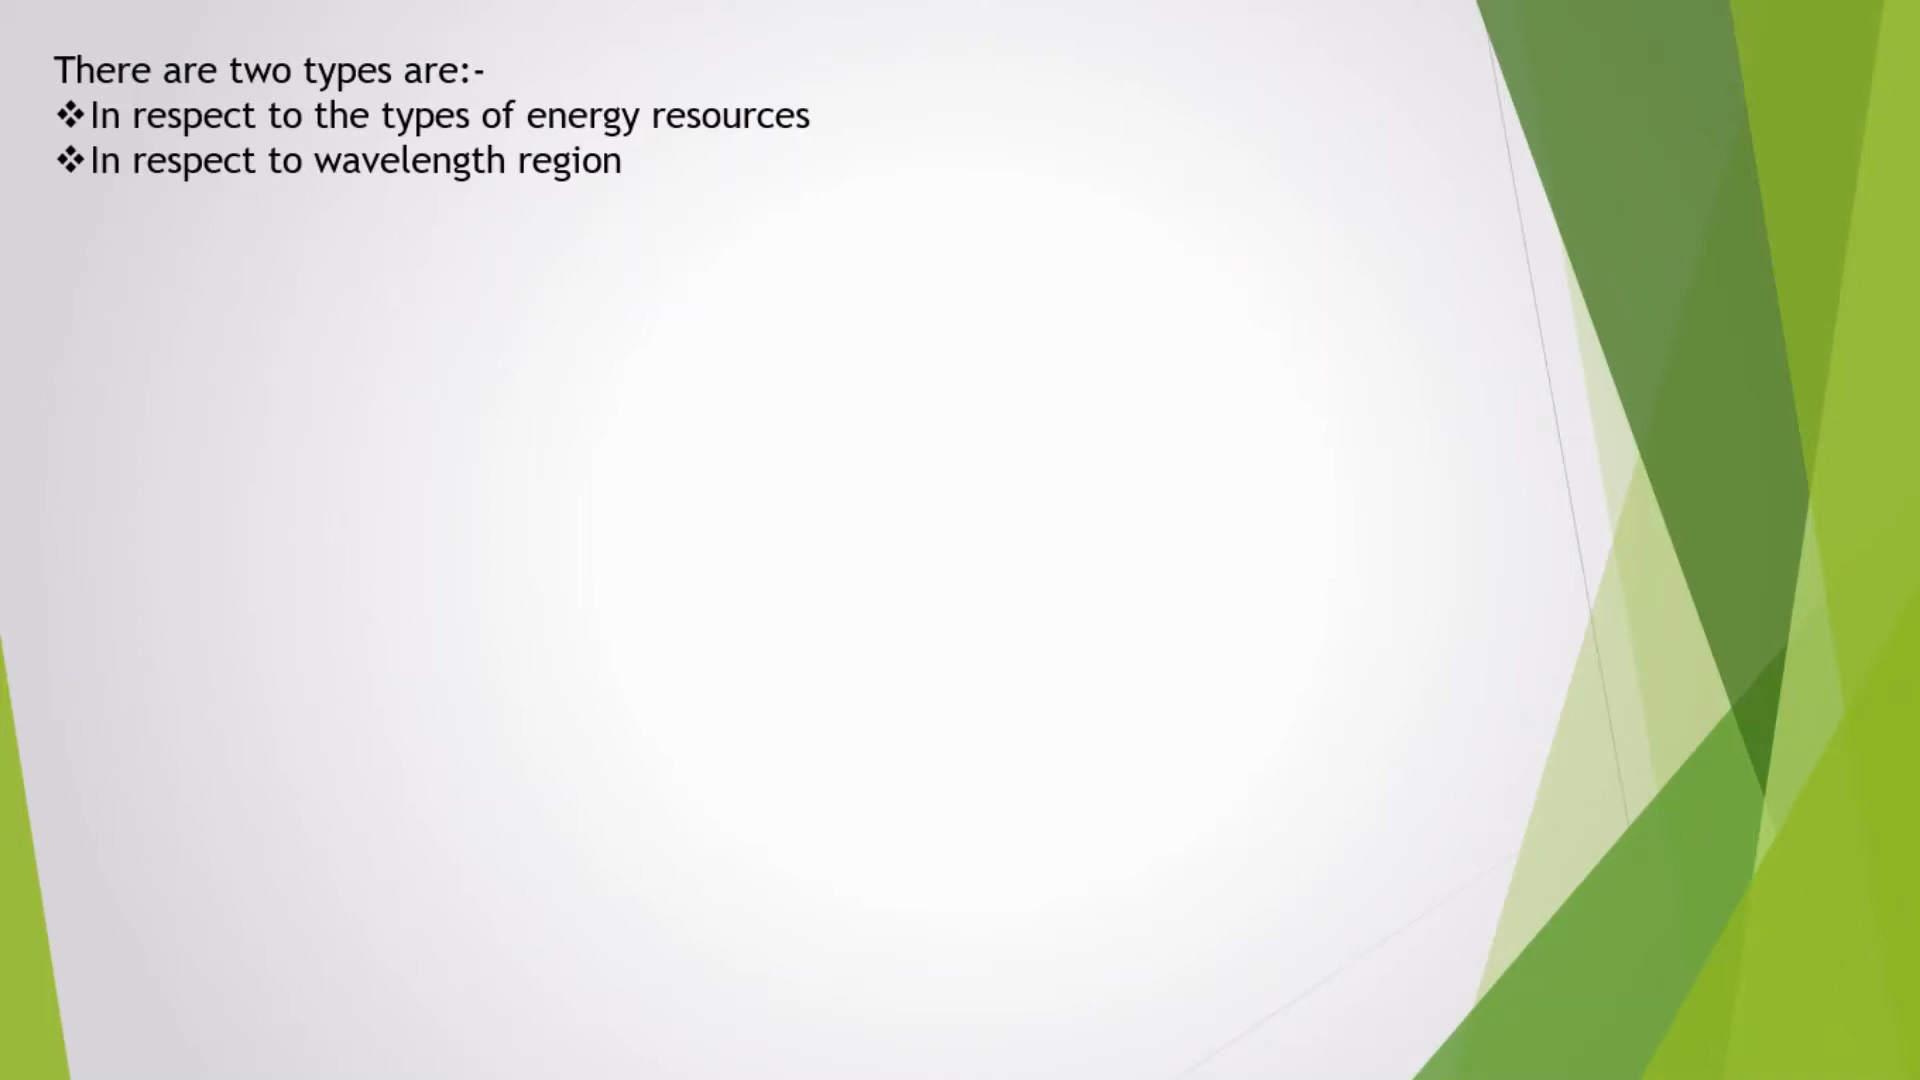 There are two types are:-
❖In respect to the types of energy resources
❖In respect to wavelength region